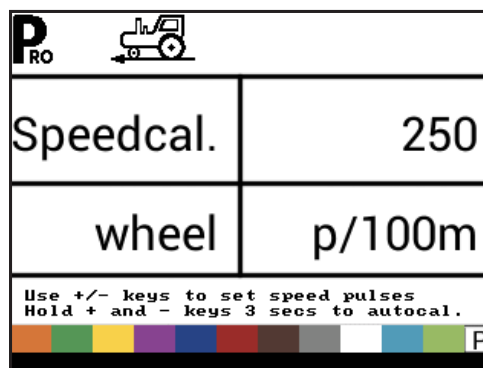 PRO
Speedcal. 250
wheel p/100m
Use +/- keys to set speed pulses
Hold + and - keys 3 secs to autocal.
P